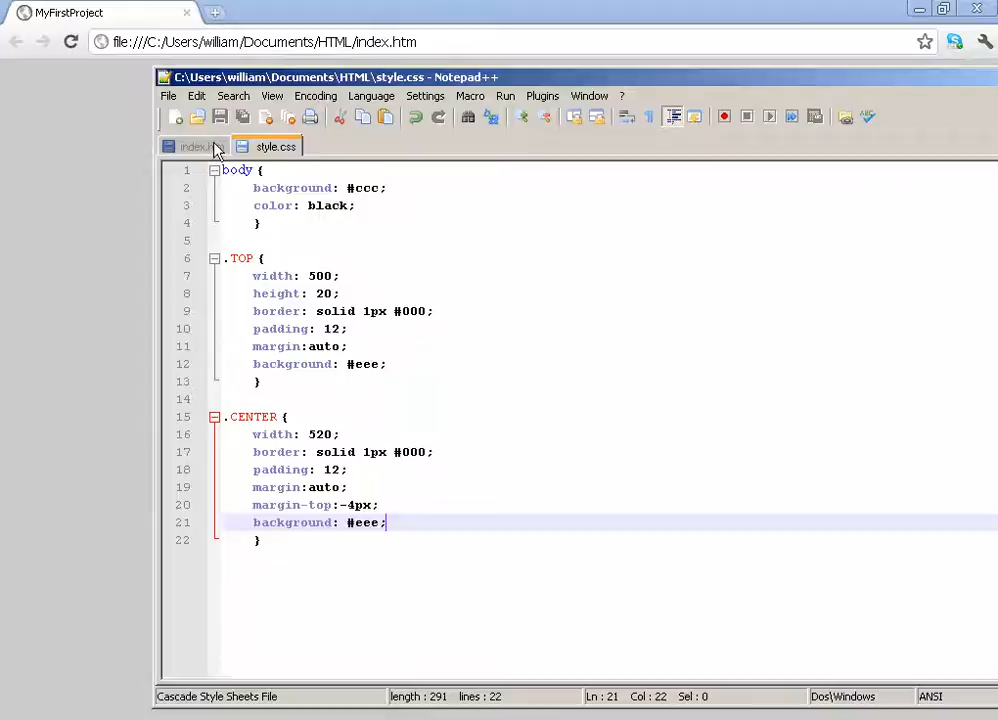 MyFirstProject
file:///C:/Users/william/Documents/HTML/index.htm
C:\Users\william\Documents\HTML\style.css - Notepad++
File Edit Search View Encoding Language Settings Macro Run Plugins Window ?
style.css
1 body {
2 background: #ccc;
3 color: black;
4 }
5
6 .TOP {
7 width: 500;
8 height: 20;
9 border: solid 1px #000;
10 padding: 12;
11 margin:auto;
12 background: #eee;
13 }
14
15 .CENTER {
16 width: 520;
17 border: solid 1px #000;
18 padding: 12;
19 margin:auto;
20 margin-top:-4px;
21 background: #eee;
22 }
Cascade Style Sheets File length : 291 lines : 22 Ln : 21 Col : 22 Sel : 0 Dos\Windows ANSI